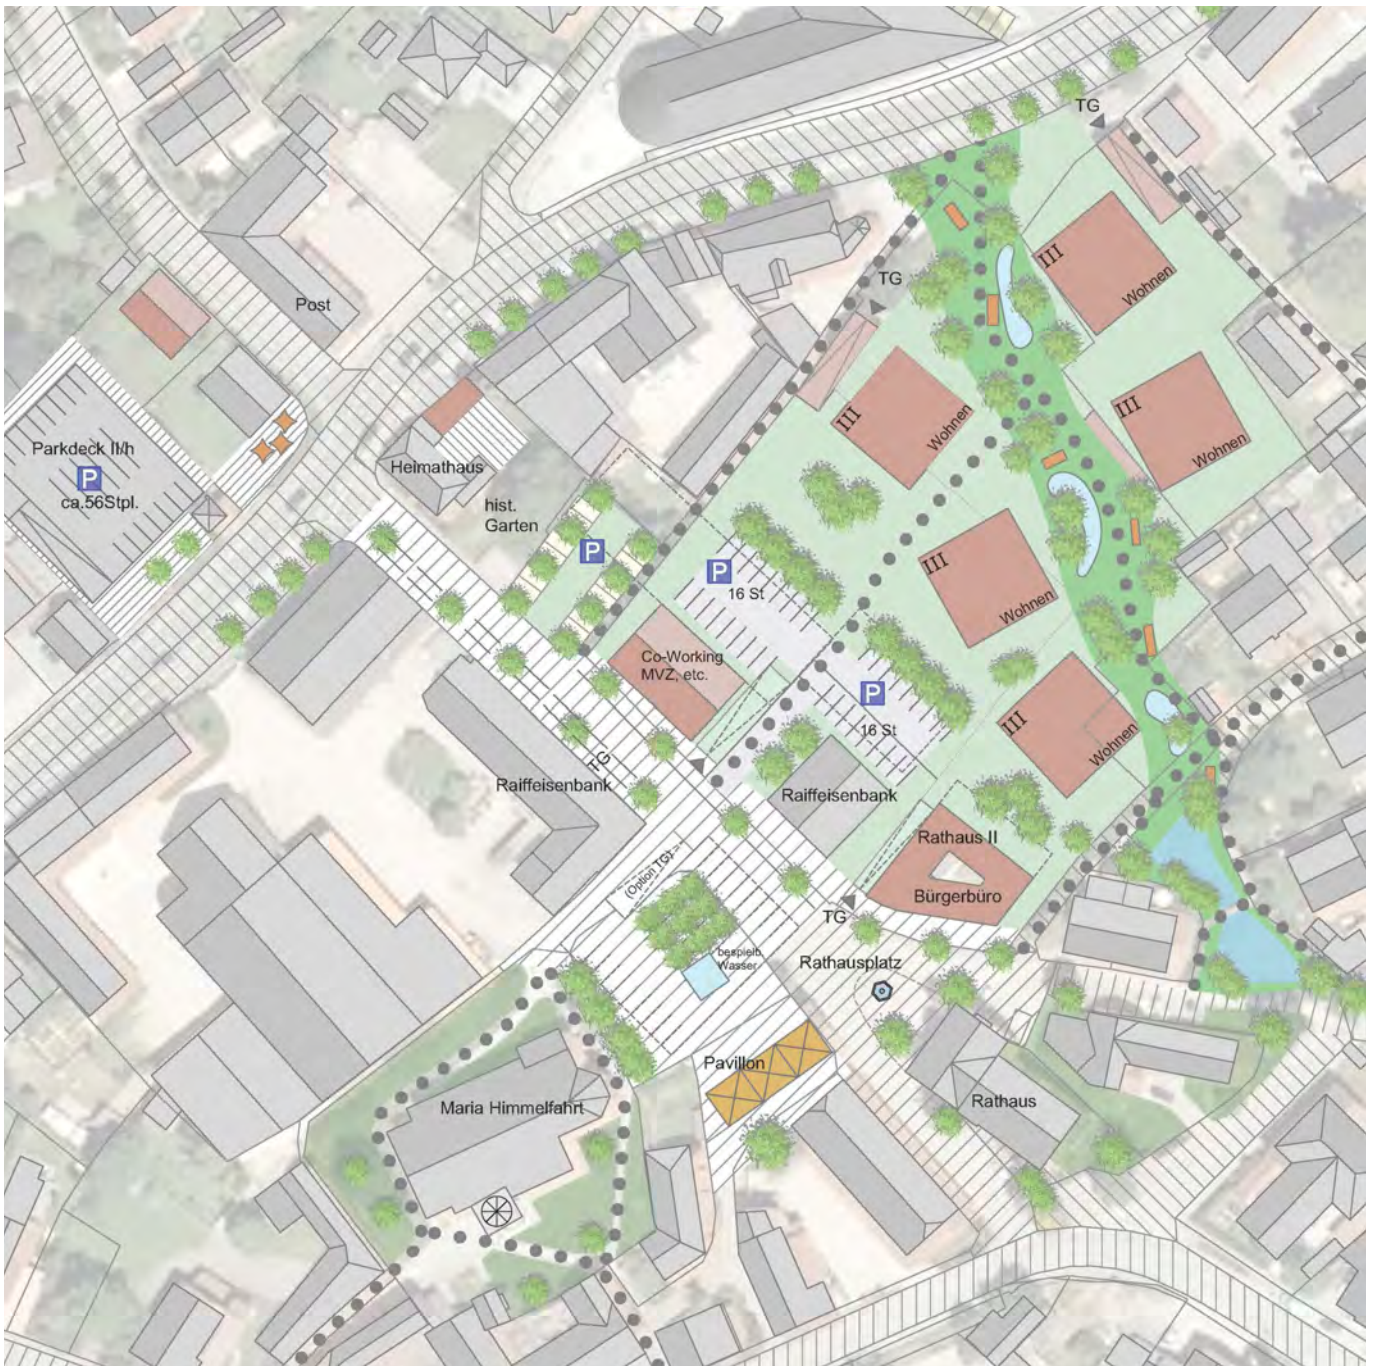 TG
TG
III
Wohnen
Post
III
Wohnen
III
Wohnen
Parkdeck II/h
P
ca.56Stpl.
Heimathaus
hist.
Garten
P
P
16 St
III
Wohnen
Co-Working
MVZ, etc.
P
16 St
III
Wohnen
TG
Raiffeisenbank
Raiffeisenbank
Rathaus II
Bürgerbüro
(Option TG)
TG
bespielb.
Wasser
Rathausplatz
Pavillon
Maria Himmelfahrt
Rathaus